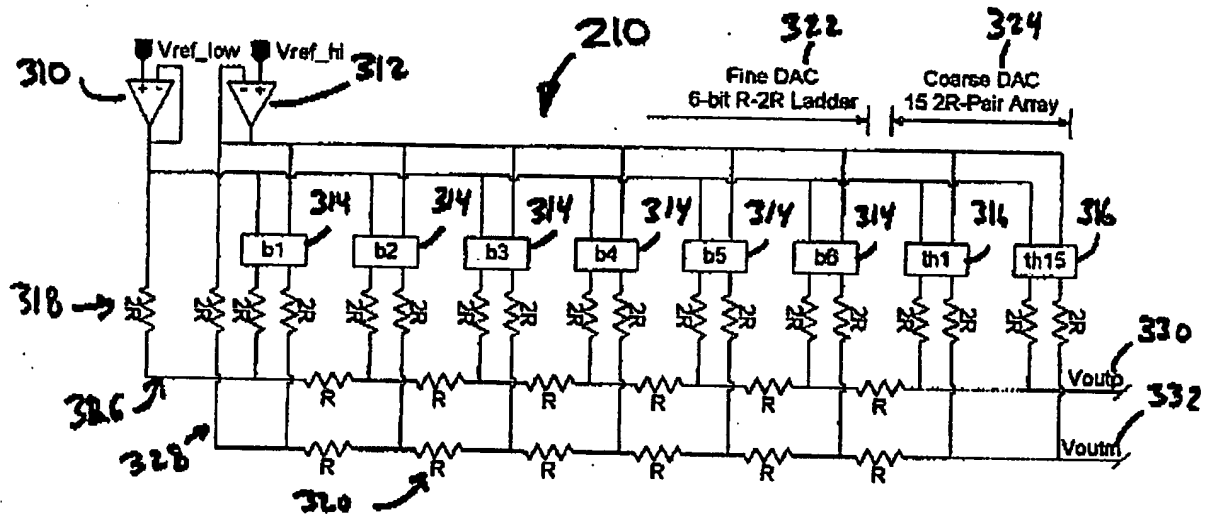 322 324
210
Vref_low Vref_hi
310 312
Fine DAC Coarse DAC
6-bit R-2R Ladder 15 2R-Pair Array
314 314 314 314 314 314 316 316
b1 b2 b3 b4 b5 b6 th1 th15
318
2R 2R 2R 2R 2R 2R 2R 2R 2R 2R 2R 2R 2R 2R 2R 2R 2R 2R
330
Voutp
R R R R R R
326
332
328
Voutm
R R R R R R
320